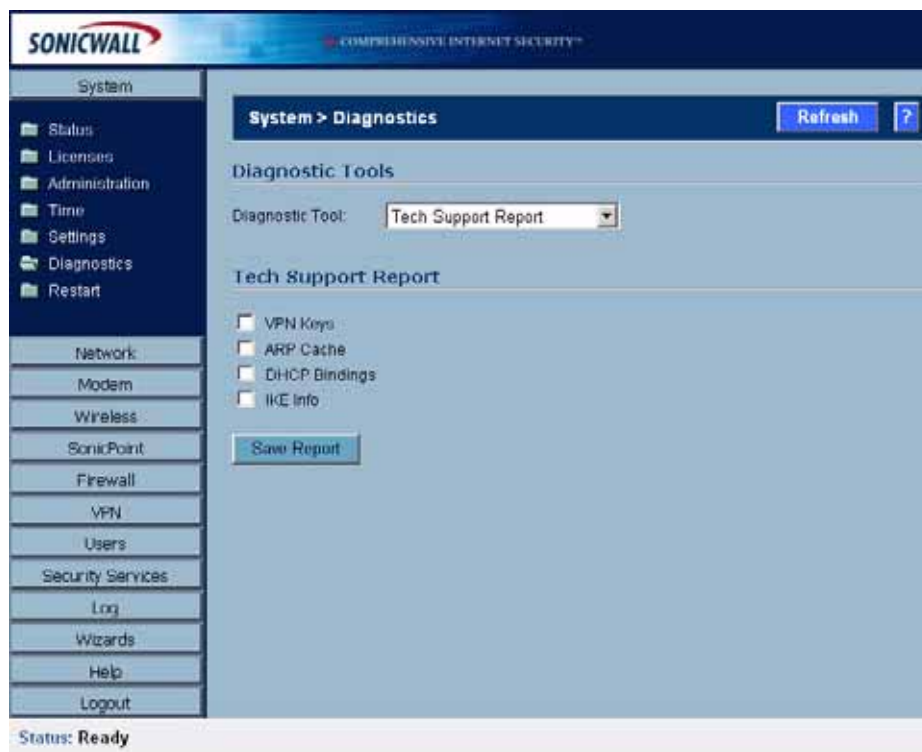 SONICWALL
COMPREHENSIVE INTERNET SECURITY™
System
Status
Licenses
Administration
Time
Settings
Diagnostics
Restart
Network
Modem
Wireless
SonicPoint
Firewall
VPN
Users
Security Services
Log
Wizards
Help
Logout
System > Diagnostics
Refresh ?
Diagnostic Tools
Diagnostic Tool: Tech Support Report
Tech Support Report
VPN Keys
ARP Cache
DHCP Bindings
IKE Info
Save Report
Status: Ready